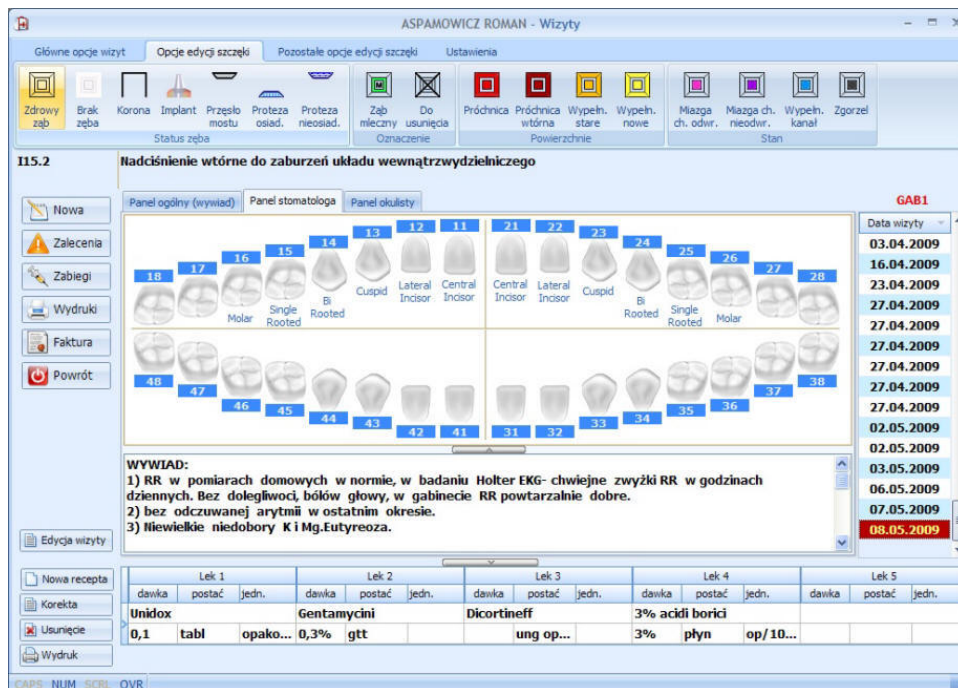 ASPAMOWICZ ROMAN - Wizyty
Główne opcje wizyt Opcje edycji szczęki Pozostałe opcje edycji szczęki Ustawienia
Zdrowy ząb Brak zęba Korona Implant Przęsło mostu Proteza osiad. Proteza nieosiad. Ząb mleczny Do usunięcia Próchnica Próchnica wtórna Wypełn. stare Wypełn. nowe Miazga ch. odwr. Miazga ch. nieodwr. Wypełn. kanał Zgorzel
Status zęba Oznaczenie Powierzchnie Stan
I15.2 Nadciśnienie wtórne do zaburzeń układu wewnątrzwydzielniczego
Nowa
Zalecenia
Zabiegi
Wydruki
Faktura
Powrót
Edycja wizyty
Nowa recepta
Korekta
Usunięcie
Wydruk
Panel ogólny (wywiad) Panel stomatologa Panel okulisty
18 17 16 15 14 13 12 11 21 22 23 24 25 26 27 28
Molar Single Rooted Bi Rooted Cuspid Lateral Incisor Central Incisor Central Incisor Lateral Incisor Cuspid Bi Rooted Single Rooted Molar
48 47 46 45 44 43 42 41 31 32 33 34 35 36 37 38
WYWIAD:
1) RR w pomiarach domowych w normie, w badaniu Holter EKG- chwiejne zwyżki RR w godzinach
dziennych. Bez dolegliwoci, bólów głowy, w gabinecie RR powtarzalnie dobre.
2) bez odczuwanej arytmii w ostatnim okresie.
3) Niewielkie niedobory K i Mg.Eutyreoza.
GAB1
Data wizyty
03.04.2009
16.04.2009
23.04.2009
27.04.2009
27.04.2009
27.04.2009
27.04.2009
27.04.2009
27.04.2009
02.05.2009
02.05.2009
03.05.2009
06.05.2009
07.05.2009
08.05.2009
Lek 1 Lek 2 Lek 3 Lek 4 Lek 5
dawka postać jedn. dawka postać jedn. dawka postać jedn. dawka postać jedn. dawka postać jedn.
Unidox Gentamycini Dicortineff 3% acidi borici
0,1 tabl opako... 0,3% gtt ung op... 3% płyn op/10...
CAPS NUM SCRL OVR